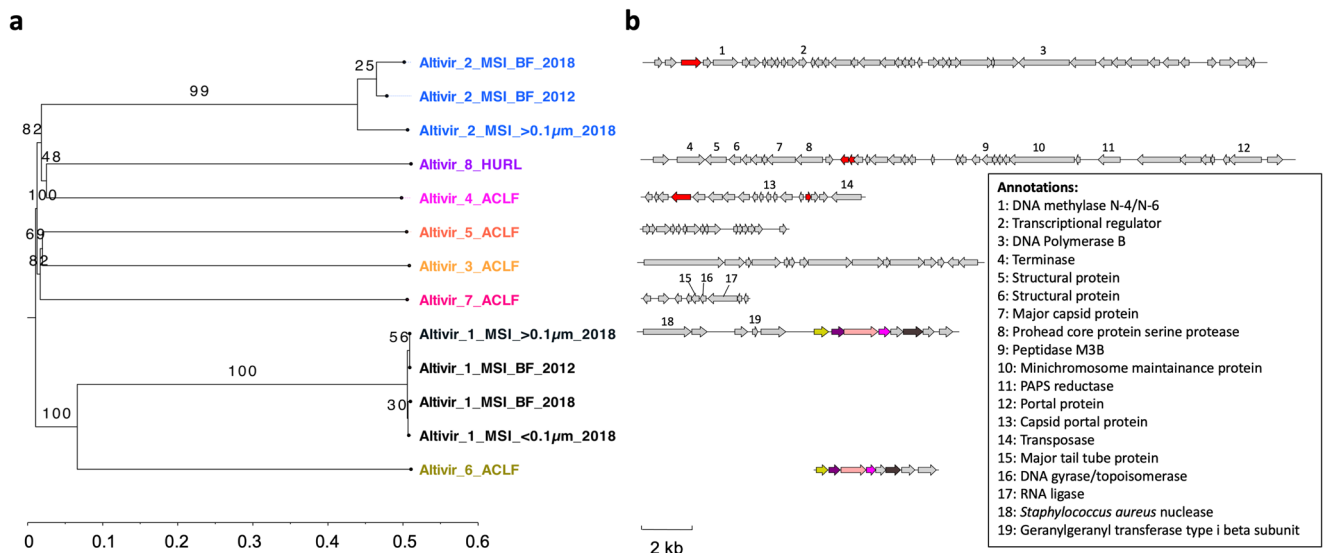 a
b
25
Altivir_2_MSI_BF_2018
1
2
3
99
Altivir_2_MSI_BF_2012
82
Altivir_2_MSI_>0.1µm_2018
48
Altivir_8_HURL
4
5
6
7
8
9
10
11
12
100
Altivir_4_ACLF
13
14
69
Altivir_5_ACLF
82
Altivir_3_ACLF
Altivir_7_ACLF
15
16
17
56
Altivir_1_MSI_>0.1µm_2018
18
19
100
Altivir_1_MSI_BF_2012
30
Altivir_1_MSI_BF_2018
100
Altivir_1_MSI_<0.1µm_2018
Altivir_6_ACLF
0
0.1
0.2
0.3
0.4
0.5
0.6
2 kb
Annotations:
1: DNA methylase N-4/N-6
2: Transcriptional regulator
3: DNA Polymerase B
4: Terminase
5: Structural protein
6: Structural protein
7: Major capsid protein
8: Prohead core protein serine protease
9: Peptidase M3B
10: Minichromosome maintainance protein
11: PAPS reductase
12: Portal protein
13: Capsid portal protein
14: Transposase
15: Major tail tube protein
16: DNA gyrase/topoisomerase
17: RNA ligase
18: Staphylococcus aureus nuclease
19: Geranylgeranyl transferase type i beta subunit